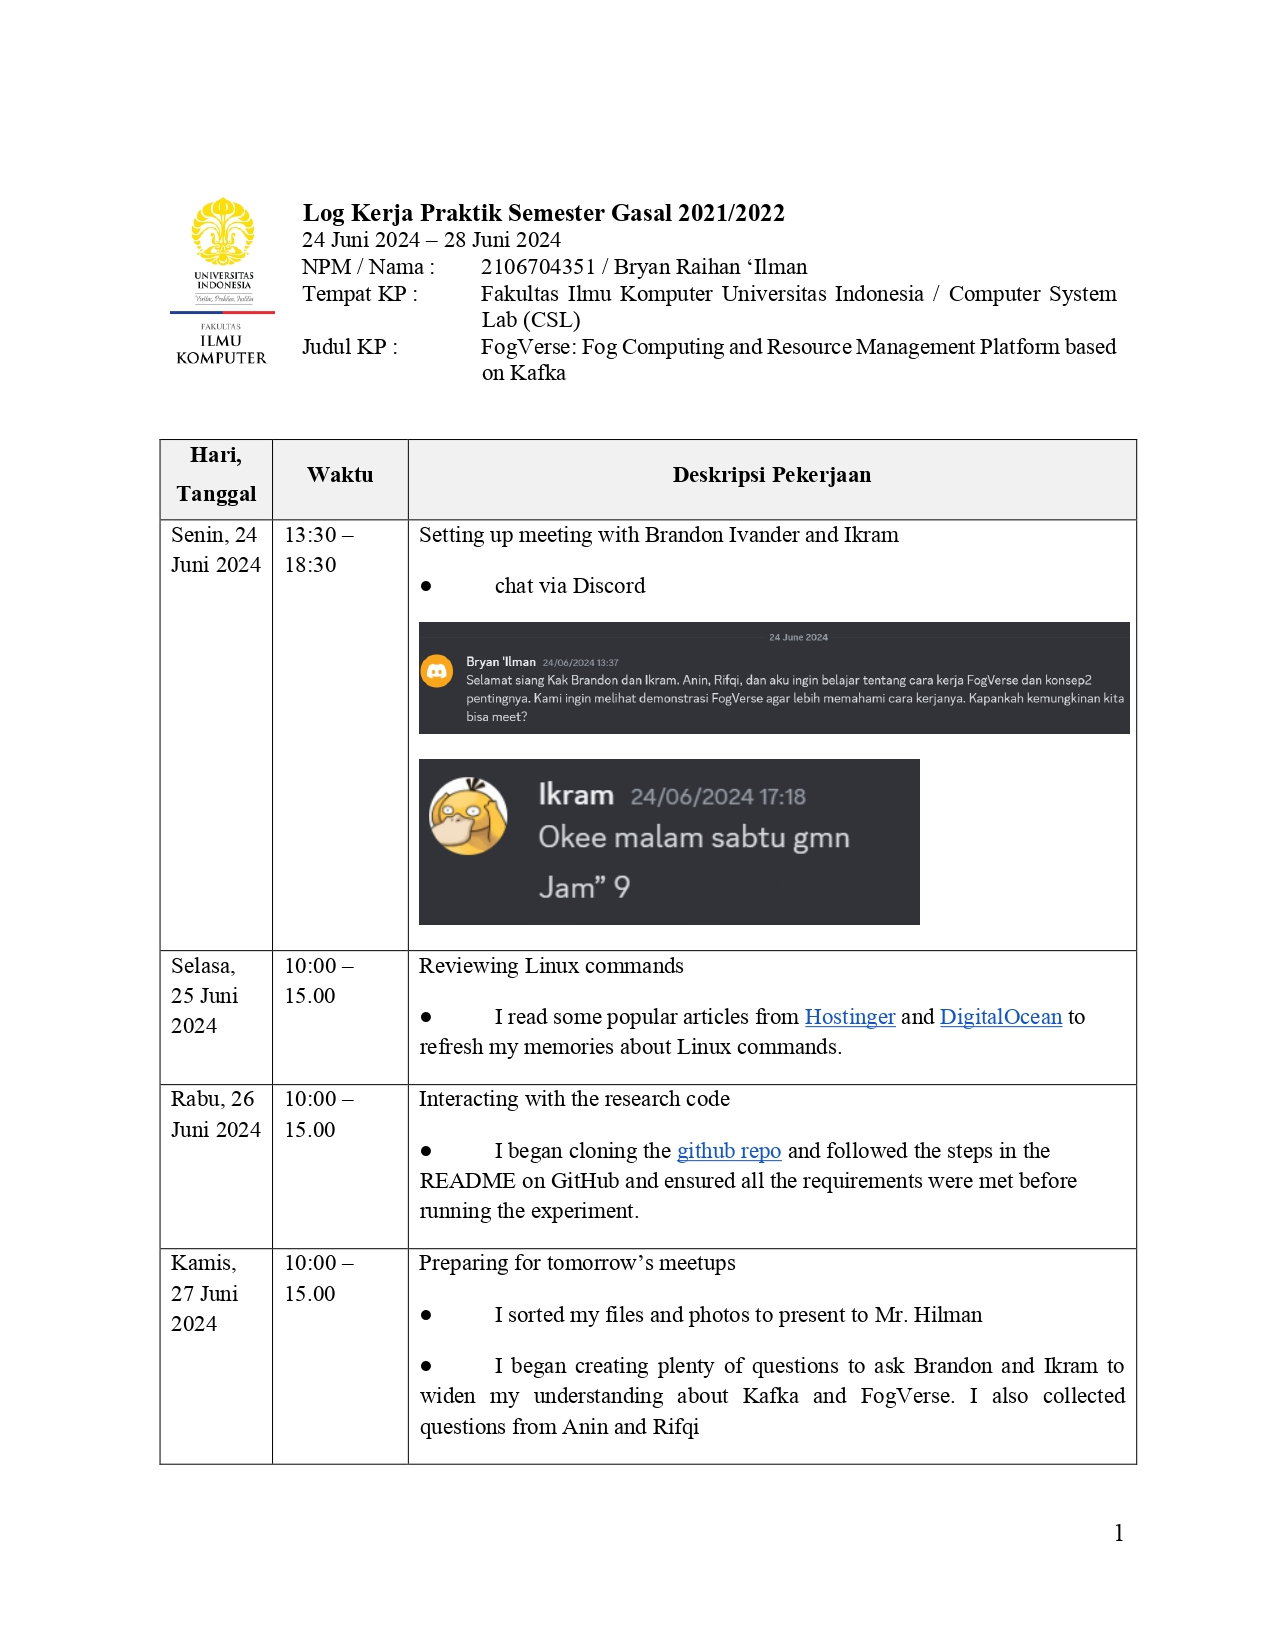 UNIVERSITAS
INDONESIA
Veritas, Probitas, Iustitia
FAKULTAS
ILMU
KOMPUTER
Log Kerja Praktik Semester Gasal 2021/2022
24 Juni 2024 – 28 Juni 2024
NPM / Nama : 2106704351 / Bryan Raihan ‘Ilman
Tempat KP : Fakultas Ilmu Komputer Universitas Indonesia / Computer System
Lab (CSL)
Judul KP : FogVerse: Fog Computing and Resource Management Platform based
on Kafka
Hari,
Tanggal
Waktu
Deskripsi Pekerjaan
Senin, 24
Juni 2024
13:30 –
18:30
Setting up meeting with Brandon Ivander and Ikram
● chat via Discord
24 June 2024
Bryan 'Ilman 24/06/2024 13:37
Selamat siang Kak Brandon dan Ikram. Anin, Rifqi, dan aku ingin belajar tentang cara kerja FogVerse dan konsep2
pentingnya. Kami ingin melihat demonstrasi FogVerse agar lebih memahami cara kerjanya. Kapankah kemungkinan kita
bisa meet?
Ikram 24/06/2024 17:18
Okee malam sabtu gmn
Jam” 9
Selasa,
25 Juni
2024
10:00 –
15.00
Reviewing Linux commands
● I read some popular articles from Hostinger and DigitalOcean to
refresh my memories about Linux commands.
Rabu, 26
Juni 2024
10:00 –
15.00
Interacting with the research code
● I began cloning the github repo and followed the steps in the
README on GitHub and ensured all the requirements were met before
running the experiment.
Kamis,
27 Juni
2024
10:00 –
15.00
Preparing for tomorrow’s meetups
● I sorted my files and photos to present to Mr. Hilman
● I began creating plenty of questions to ask Brandon and Ikram to
widen my understanding about Kafka and FogVerse. I also collected
questions from Anin and Rifqi
1